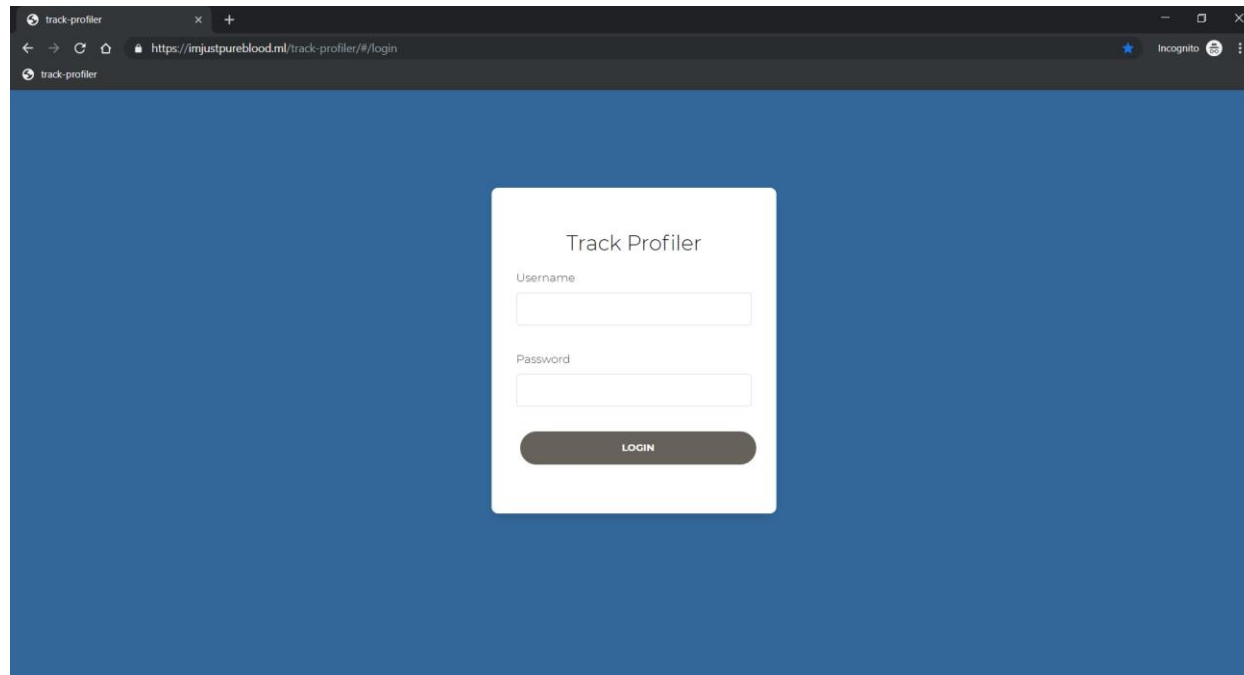 track-profiler
https://imjustpureblood.ml/track-profiler/#/login
Incognito
track-profiler
Track Profiler
Username
Password
LOGIN